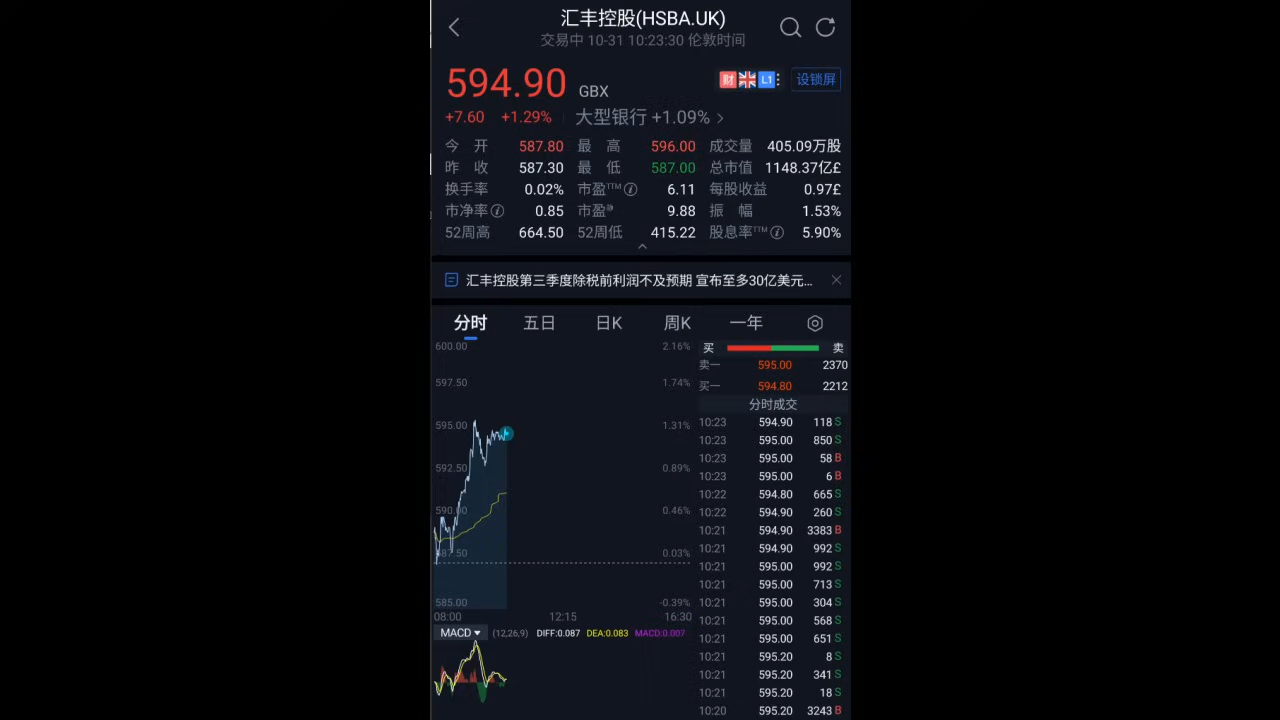 汇丰控股(HSBA.UK)
交易中 10-31 10:23:30 伦敦时间
594.90 GBX 财 L1 设锁屏
+7.60 +1.29% 大型银行 +1.09%
今 开 587.80 最 高 596.00 成交量 405.09万股
昨 收 587.30 最 低 587.00 总市值 1148.37亿£
换手率 0.02% 市盈TTM 6.11 每股收益 0.97£
市净率 0.85 市盈静 9.88 振 幅 1.53%
52周高 664.50 52周低 415.22 股息率TTM 5.90%
汇丰控股第三季度除税前利润不及预期 宣布至多30亿美元...
分时 五日 日K 周K 一年
买 卖
卖一 595.00 2370
买一 594.80 2212
分时成交
600.00 2.16%
597.50 1.74%
595.00 1.31%
592.50 0.89%
590.00 0.46%
587.50 0.03%
585.00 -0.39%
08:00 12:15 16:30
10:23 594.90 118 S
10:23 595.00 850 S
10:23 595.00 58 B
10:23 595.00 6 B
10:22 594.80 665 S
10:22 594.90 260 S
10:21 594.90 3383 B
10:21 594.90 992 S
10:21 595.00 992 S
10:21 595.00 713 S
10:21 595.00 304 S
10:21 595.00 568 S
10:21 595.00 651 S
10:21 595.20 8 S
10:21 595.20 341 S
10:21 595.20 18 S
10:20 595.20 3243 B
MACD (12,26,9) DIFF:0.087 DEA:0.083 MACD:0.007